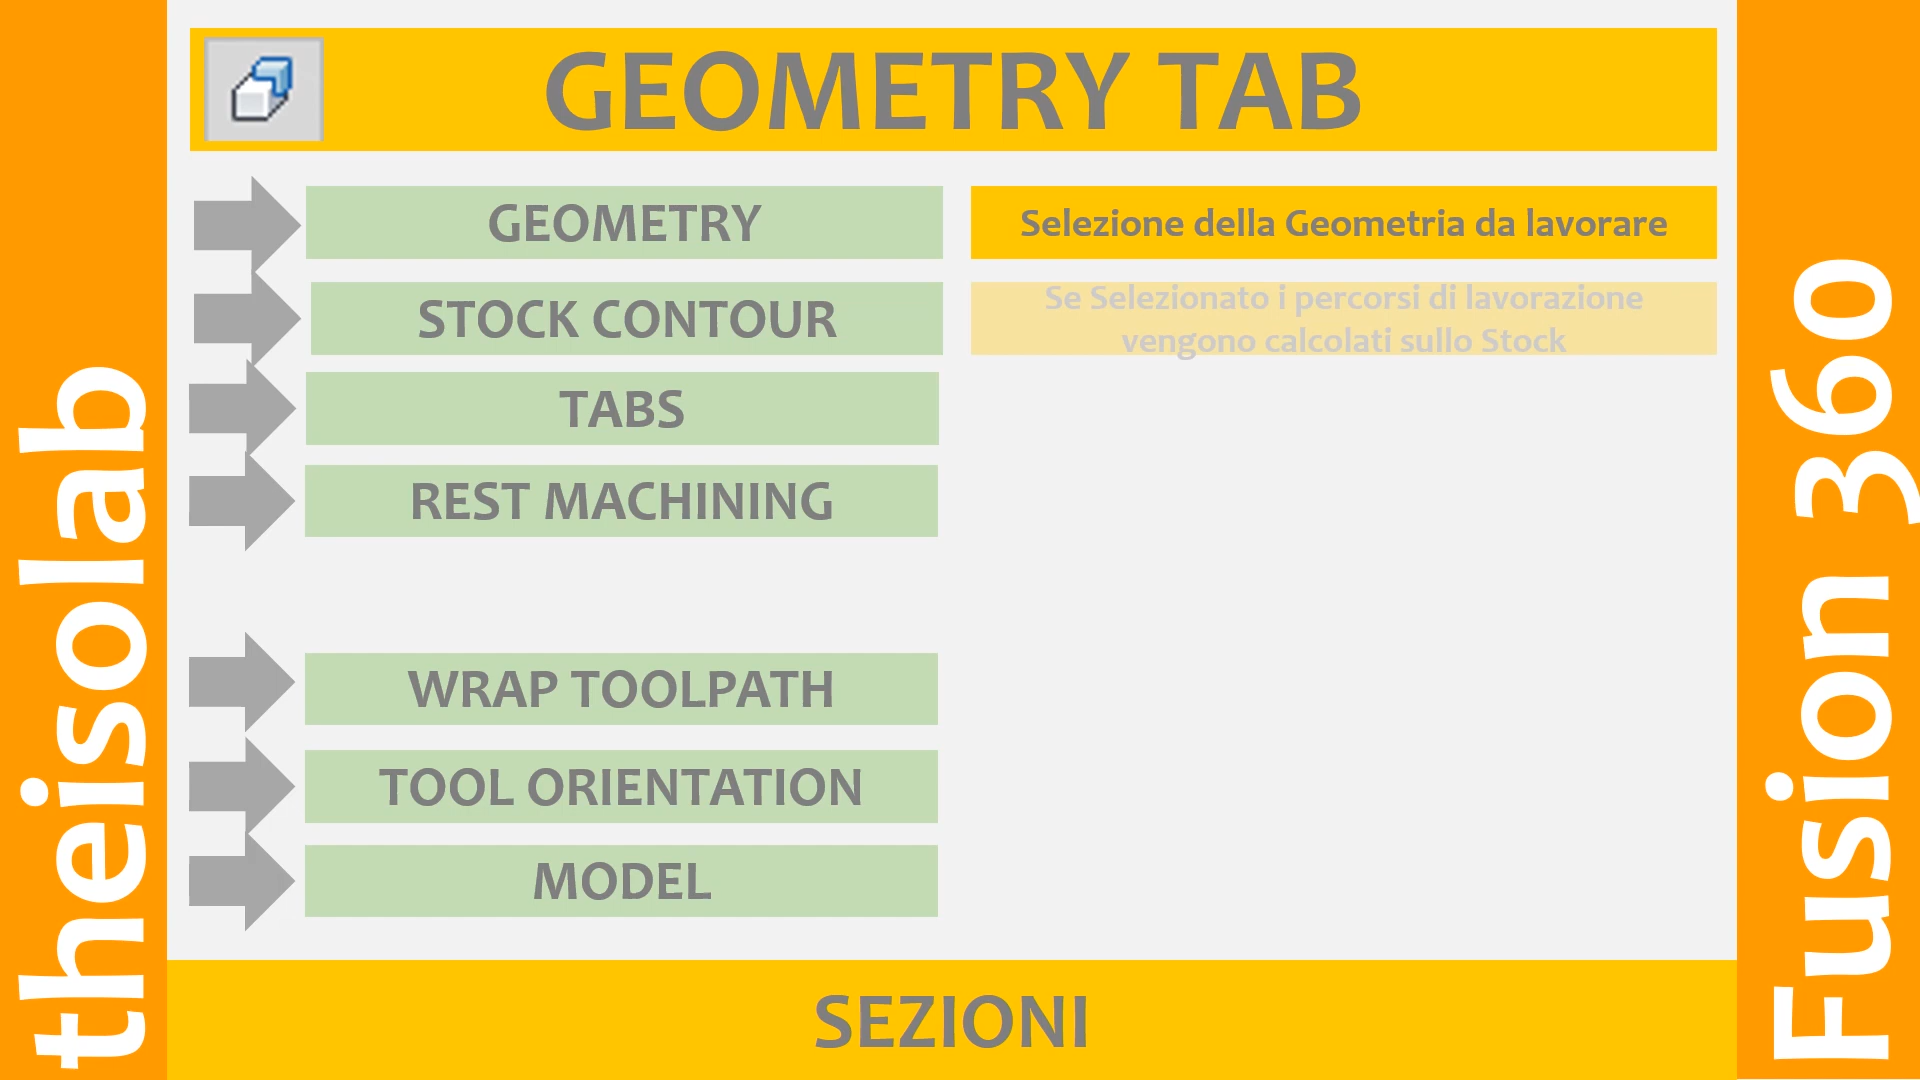 GEOMETRY TAB
GEOMETRY
Selezione della Geometria da lavorare
STOCK CONTOUR
Se Selezionato i percorsi di lavorazione
vengono calcolati sullo Stock
TABS
REST MACHINING
WRAP TOOLPATH
TOOL ORIENTATION
MODEL
SEZIONI
theisolab
Fusion 360